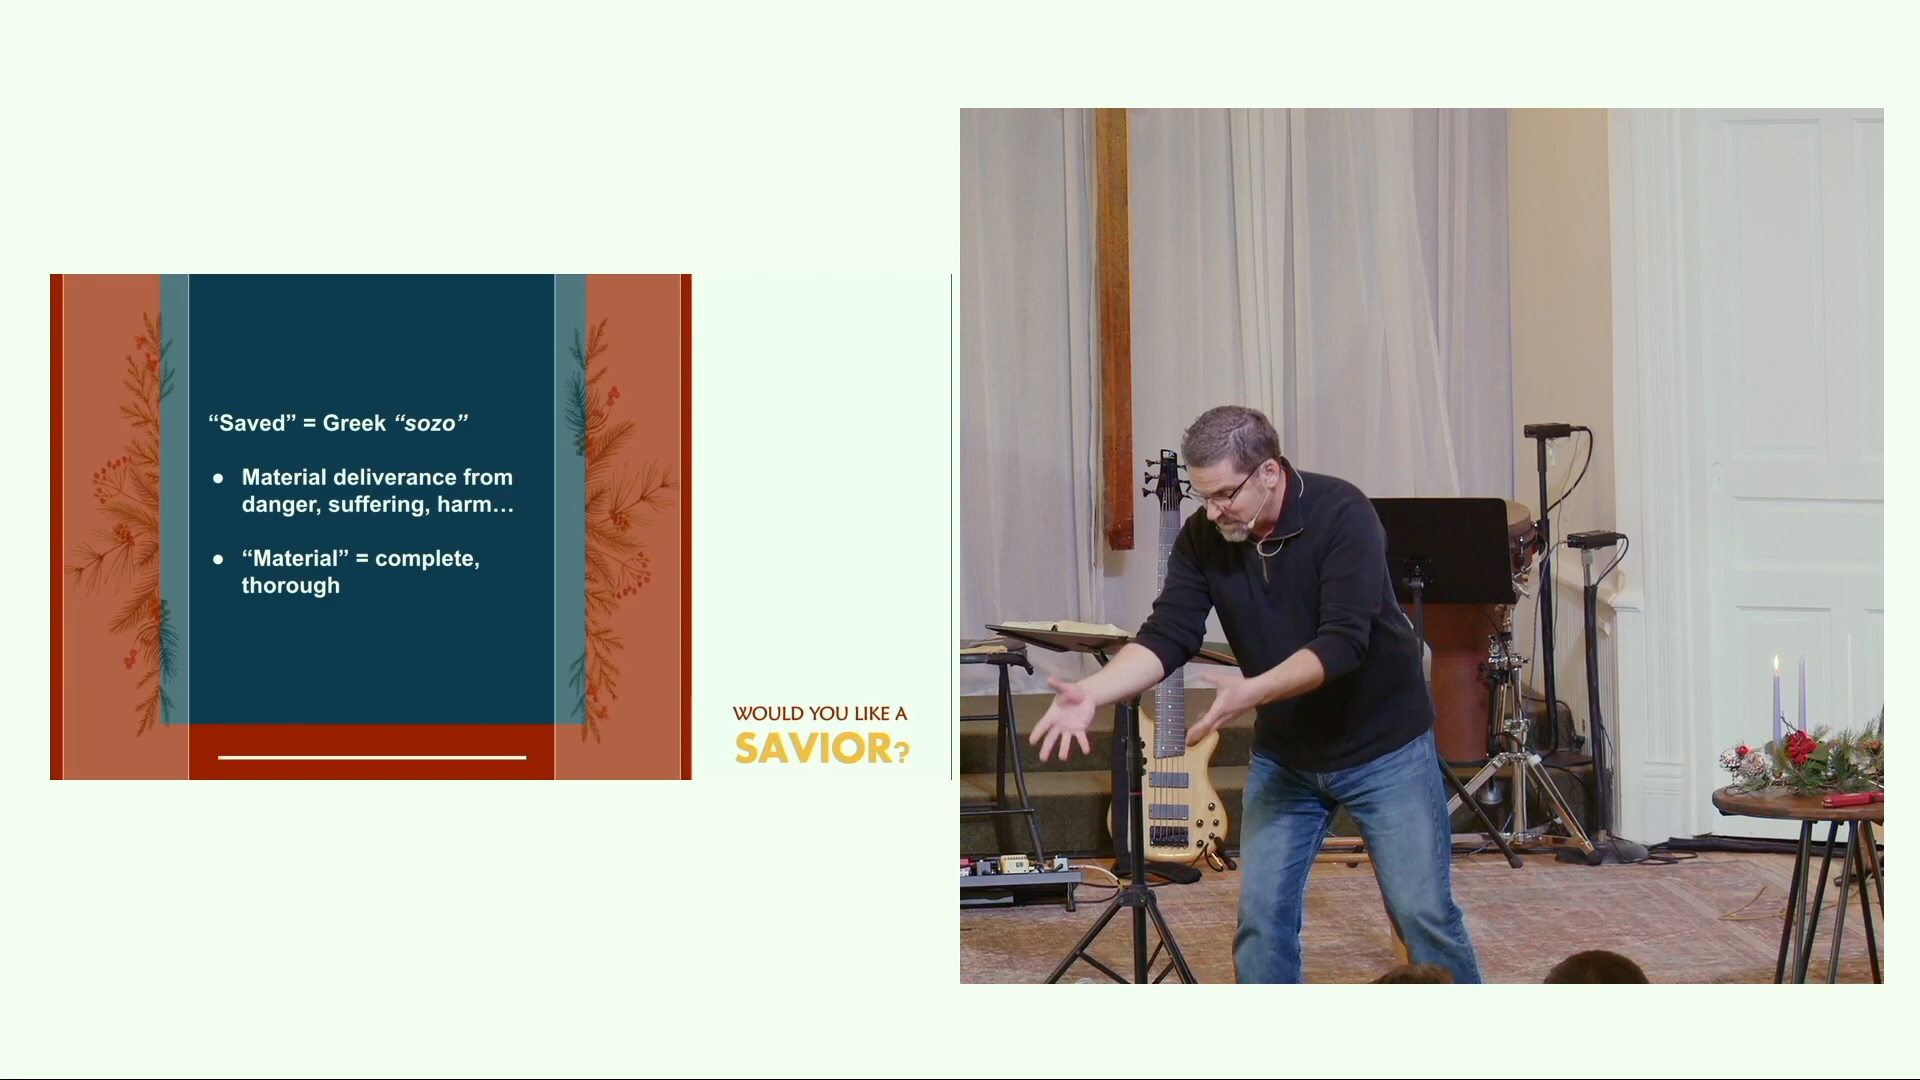 “Saved” = Greek “sozo”
● Material deliverance from
danger, suffering, harm…
● “Material” = complete,
thorough
WOULD YOU LIKE A
SAVIOR?